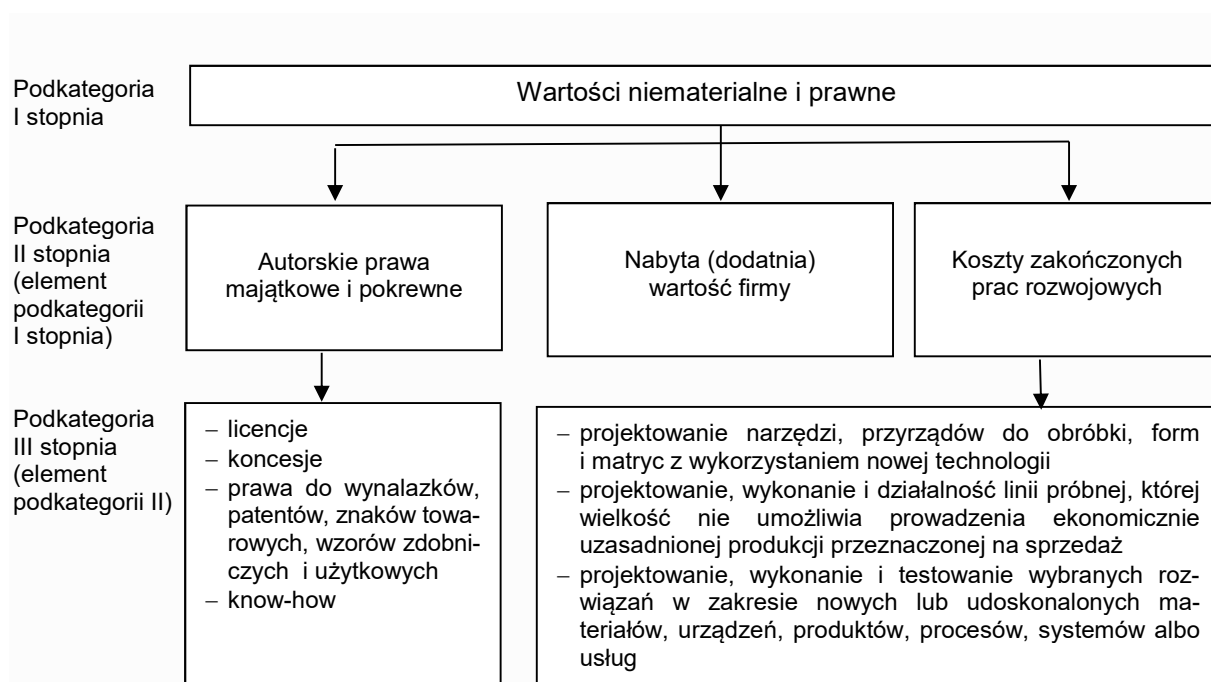 Podkategoria
I stopnia
Wartości niematerialne i prawne
Podkategoria
II stopnia
(element
podkategorii
I stopnia)
Autorskie prawa
majątkowe i pokrewne
Nabyta (dodatnia)
wartość firmy
Koszty zakończonych
prac rozwojowych
Podkategoria
III stopnia
(element
podkategorii II)
– licencje
– koncesje
– prawa do wynalazków,
patentów, znaków towa-
rowych, wzorów zdobni-
czych i użytkowych
– know-how
– projektowanie narzędzi, przyrządów do obróbki, form
i matryc z wykorzystaniem nowej technologii
– projektowanie, wykonanie i działalność linii próbnej, której
wielkość nie umożliwia prowadzenia ekonomicznie
uzasadnionej produkcji przeznaczonej na sprzedaż
– projektowanie, wykonanie i testowanie wybranych roz-
wiązań w zakresie nowych lub udoskonalonych ma-
teriałów, urządzeń, produktów, procesów, systemów albo
usług